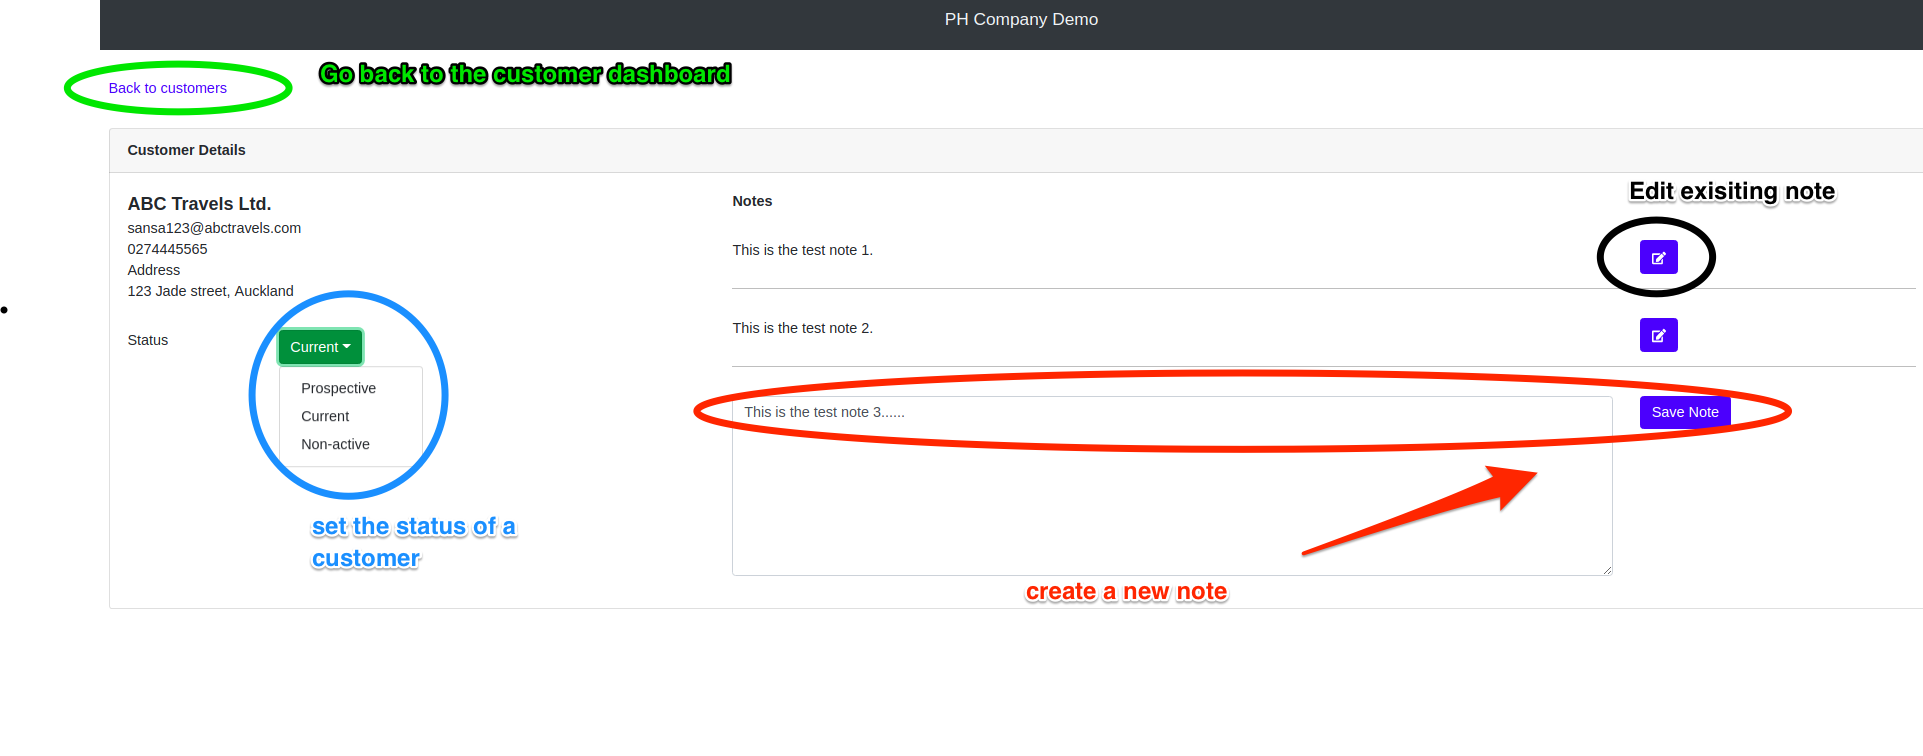 PH Company Demo
Go back to the customer dashboard
Back to customers
Customer Details
ABC Travels Ltd.
sansa123@abctravels.com
0274445565
Address
123 Jade street, Auckland
Status
Current
Prospective
Current
Non-active
set the status of a
customer
Notes
Edit exisiting note
This is the test note 1.
This is the test note 2.
This is the test note 3......
Save Note
create a new note